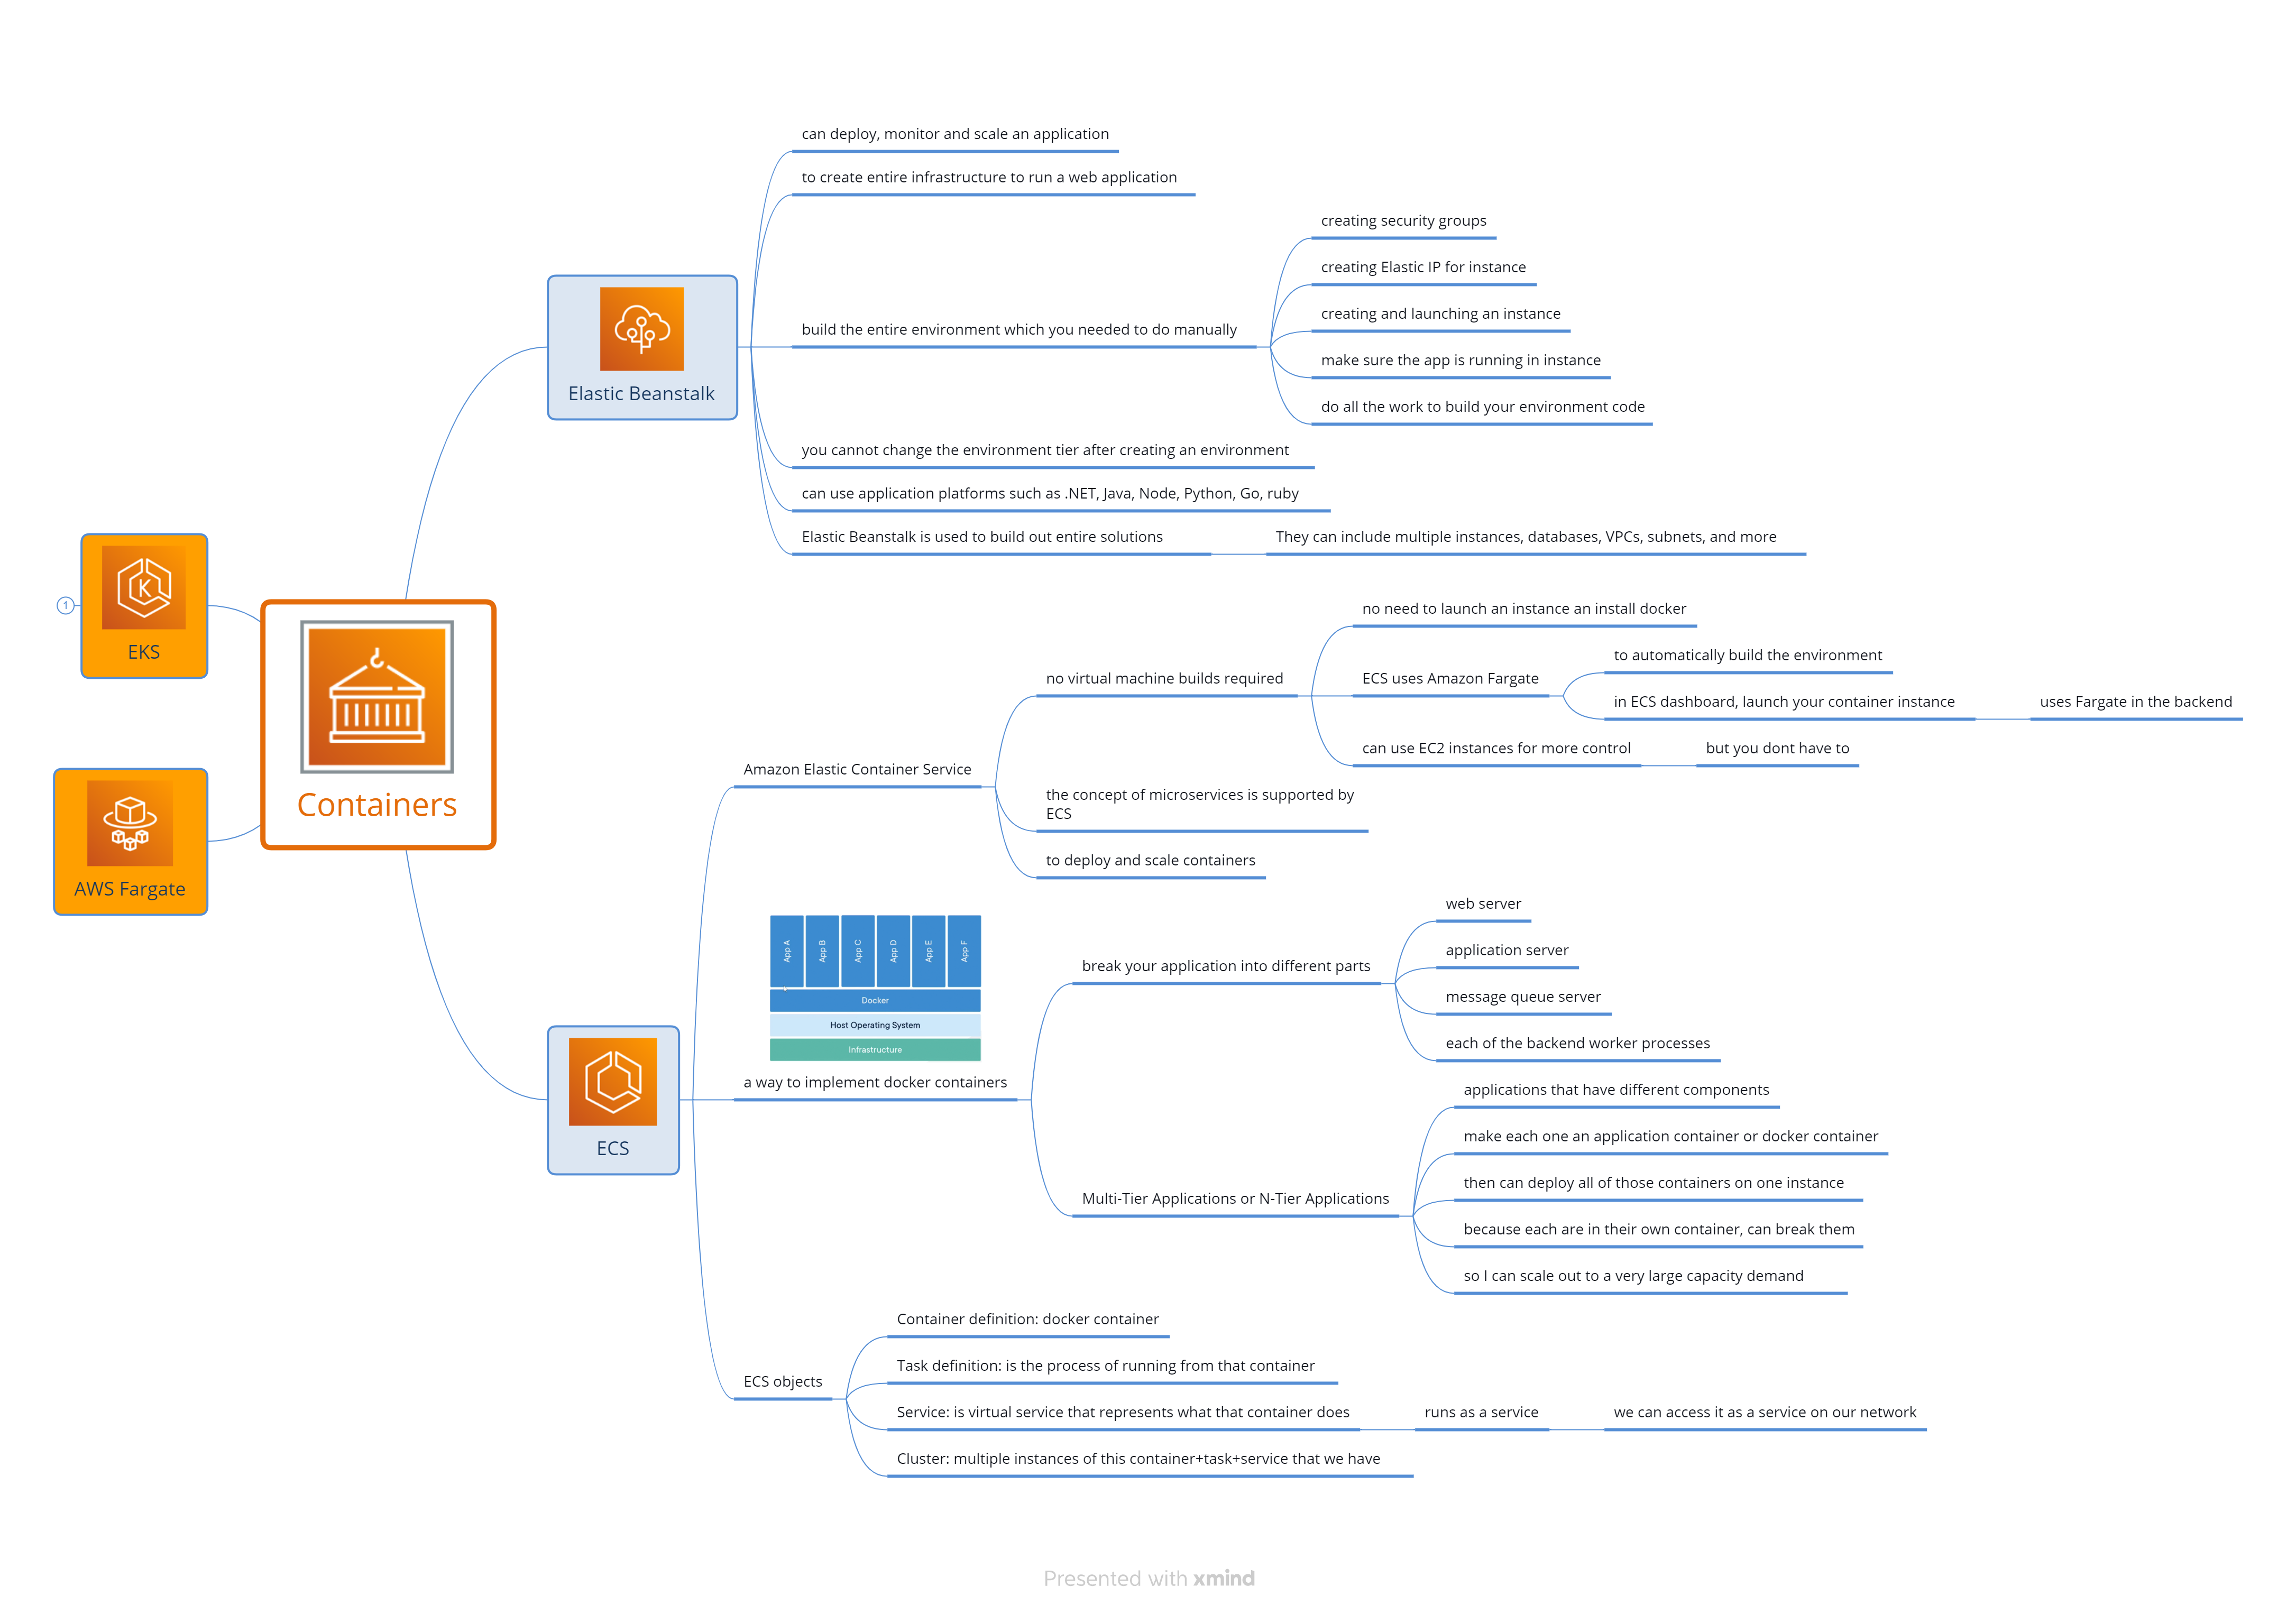 can deploy, monitor and scale an application
to create entire infrastructure to run a web application
creating security groups
creating Elastic IP for instance
creating and launching an instance
build the entire environment which you needed to do manually
make sure the app is running in instance
do all the work to build your environment code
Elastic Beanstalk
you cannot change the environment tier after creating an environment
can use application platforms such as .NET, Java, Node, Python, Go, ruby
Elastic Beanstalk is used to build out entire solutions
They can include multiple instances, databases, VPCs, subnets, and more
1
K
EKS
Containers
AWS Fargate
no need to launch an instance an install docker
to automatically build the environment
no virtual machine builds required
ECS uses Amazon Fargate
in ECS dashboard, launch your container instance
uses Fargate in the backend
can use EC2 instances for more control
but you dont have to
Amazon Elastic Container Service
the concept of microservices is supported by
ECS
to deploy and scale containers
App A
App B
App C
App D
App E
App F
Docker
Host Operating System
Infrastructure
a way to implement docker containers
web server
application server
break your application into different parts
message queue server
each of the backend worker processes
applications that have different components
make each one an application container or docker container
then can deploy all of those containers on one instance
Multi-Tier Applications or N-Tier Applications
because each are in their own container, can break them
so I can scale out to a very large capacity demand
ECS
Container definition: docker container
Task definition: is the process of running from that container
ECS objects
Service: is virtual service that represents what that container does
runs as a service
we can access it as a service on our network
Cluster: multiple instances of this container+task+service that we have
Presented with xmind